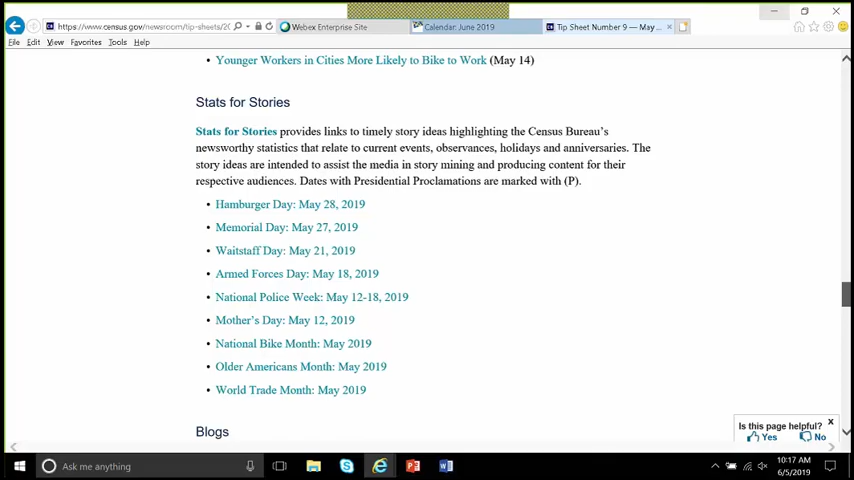 https://www.census.gov/newsroom/tip-sheets/20
Webex Enterprise Site
Calendar: June 2019
Tip Sheet Number 9 — May ...
File Edit View Favorites Tools Help
• Younger Workers in Cities More Likely to Bike to Work (May 14)
Stats for Stories
Stats for Stories provides links to timely story ideas highlighting the Census Bureau's
newsworthy statistics that relate to current events, observances, holidays and anniversaries. The
story ideas are intended to assist the media in story mining and producing content for their
respective audiences. Dates with Presidential Proclamations are marked with (P).
• Hamburger Day: May 28, 2019
• Memorial Day: May 27, 2019
• Waitstaff Day: May 21, 2019
• Armed Forces Day: May 18, 2019
• National Police Week: May 12-18, 2019
• Mother's Day: May 12, 2019
• National Bike Month: May 2019
• Older Americans Month: May 2019
• World Trade Month: May 2019
Blogs
Is this page helpful? x
Yes No
Ask me anything
10:17 AM
6/5/2019